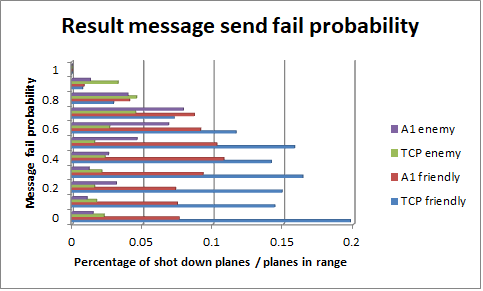 Result message send fail probability
1
0.8
0.6
0.4
0.2
0
Message fail probability
0 0.05 0.1 0.15 0.2
Percentage of shot down planes / planes in range
A1 enemy
TCP enemy
A1 friendly
TCP friendly